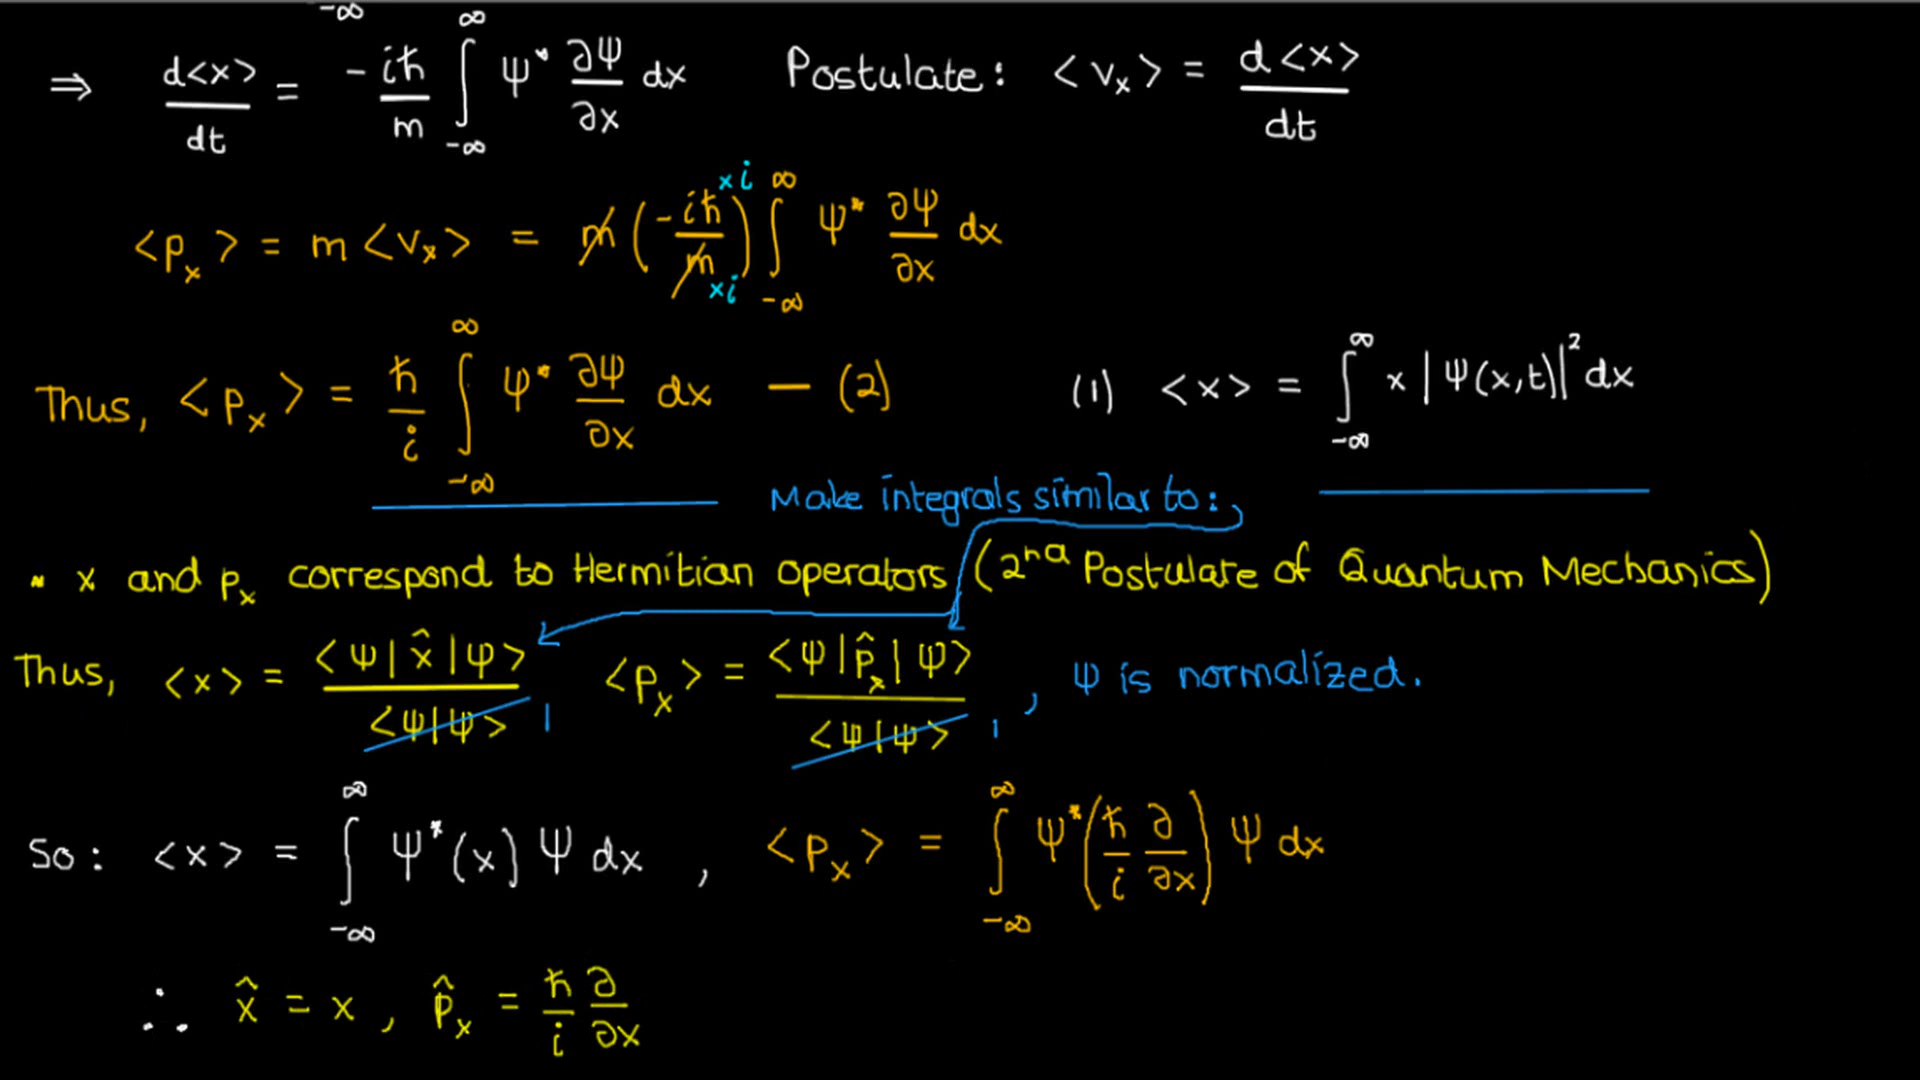 ⇒ d<x>/dt = -iħ/m ∫_{-∞}^{∞} Ψ* ∂Ψ/∂x dx Postulate: <v_x> = d<x>/dt
<p_x> = m<v_x> = m(-iħ ×i/m ×i) ∫_{-∞}^{∞} Ψ* ∂Ψ/∂x dx
Thus, <p_x> = ħ/i ∫_{-∞}^{∞} Ψ* ∂Ψ/∂x dx — (2) (1) <x> = ∫_{-∞}^{∞} x|Ψ(x,t)|² dx
Make integrals similar to:
x and p_x correspond to Hermitian operators (2nd Postulate of Quantum Mechanics)
Thus, <x> = <Ψ|x̂|Ψ>/<Ψ|Ψ> 1 <p_x> = <Ψ|p̂_x|Ψ>/<Ψ|Ψ> 1 , Ψ is normalized.
So: <x> = ∫_{-∞}^{∞} Ψ*(x)Ψ dx , <p_x> = ∫_{-∞}^{∞} Ψ*(ħ/i ∂/∂x)Ψ dx
∴ x̂ = x , p̂_x = ħ/i ∂/∂x